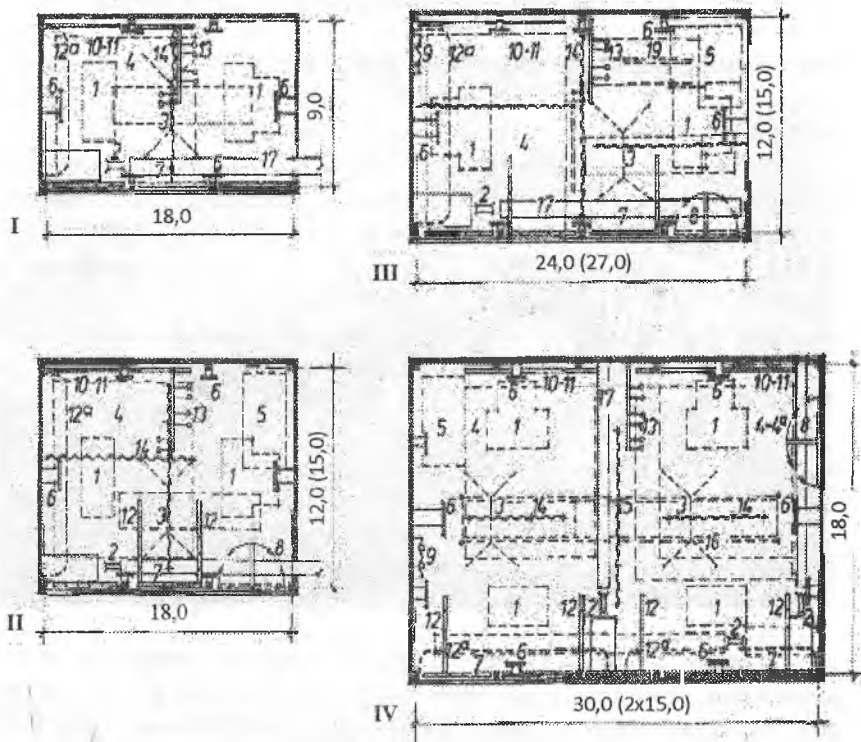 12ª 10-11 14 13
4
6 1 1 6
3
2
7 6 17
9,0
18,0
I
9 12ª 10-11 14 13 6 19 5
6 1 4 1 6
3
2 17 7 8
12,0 (15,0)
24,0 (27,0)
III
10-11 6
12ª 4 13 5
14
6 1 1
12 3 12
2 7 8
12,0 (15,0)
18,0
II
6 10-11 17 6 10-11
5 4 1 13 1 4-4ª 8
6 3 14 15 3 14 6
9 16
12 1 12 2 12 1 12
12ª 6 12ª 6 2
7 7
18,0
30,0 (2x15,0)
IV